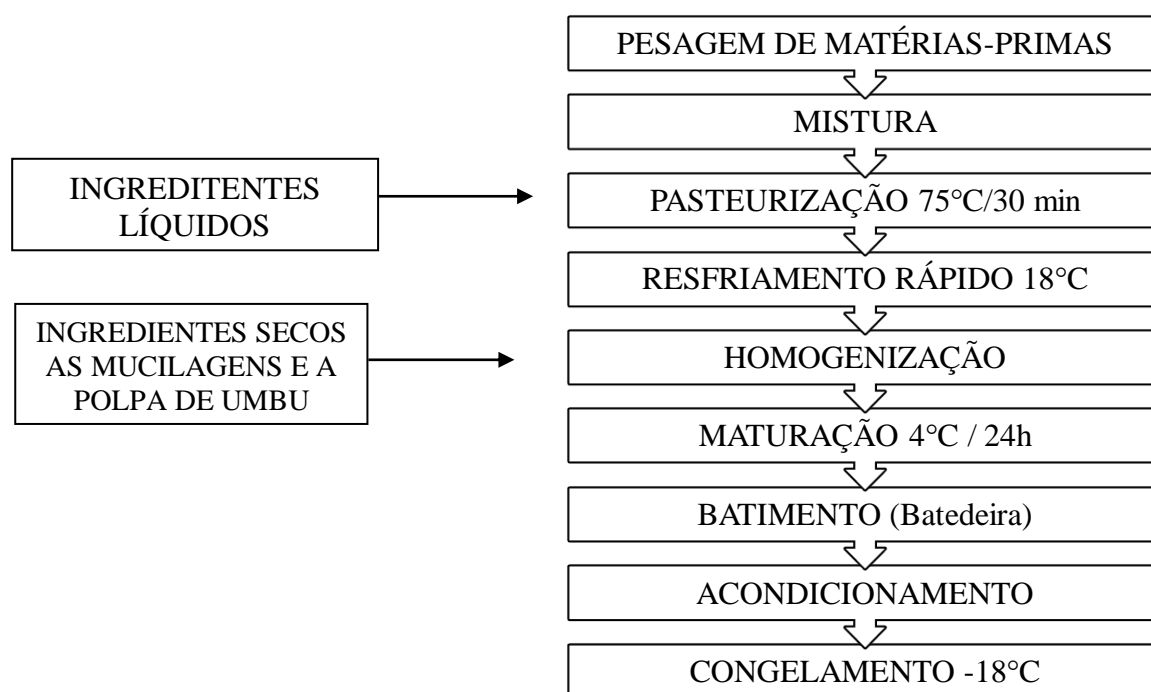 PESAGEM DE MATÉRIAS-PRIMAS
MISTURA
INGREDITENTES
LÍQUIDOS
PASTEURIZAÇÃO 75°C/30 min
RESFRIAMENTO RÁPIDO 18°C
INGREDIENTES SECOS
AS MUCILAGENS E A
POLPA DE UMBU
HOMOGENIZAÇÃO
MATURAÇÃO 4°C / 24h
BATIMENTO (Batedeira)
ACONDICIONAMENTO
CONGELAMENTO -18°C